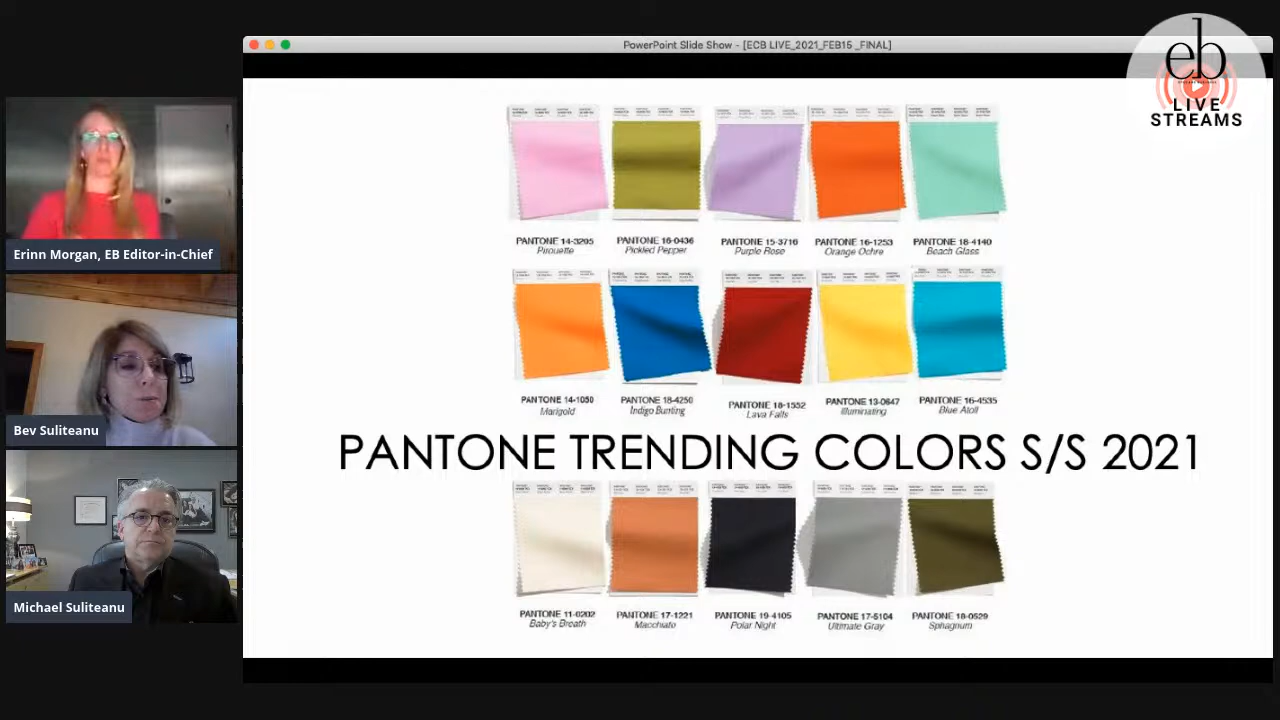 PowerPoint Slide Show - [ECB LIVE_2021_FEB15 _FINAL]
eb
LIVE
STREAMS
Erinn Morgan, EB Editor-in-Chief
Bev Suliteanu
Michael Suliteanu
PANTONE 14-3205
Pirouette
PANTONE 16-0436
Pickled Pepper
PANTONE 15-3716
Purple Rose
PANTONE 16-1253
Orange Ochre
PANTONE 18-4140
Beach Glass
PANTONE 14-1050
Marigold
PANTONE 18-4250
Indigo Bunting
PANTONE 18-1552
Lava Falls
PANTONE 13-0647
Illuminating
PANTONE 16-4535
Blue Atoll
PANTONE TRENDING COLORS S/S 2021
PANTONE 11-0202
Baby's Breath
PANTONE 17-1221
Macchiato
PANTONE 19-4105
Polar Night
PANTONE 17-5104
Ultimate Gray
PANTONE 18-0529
Sphagnum